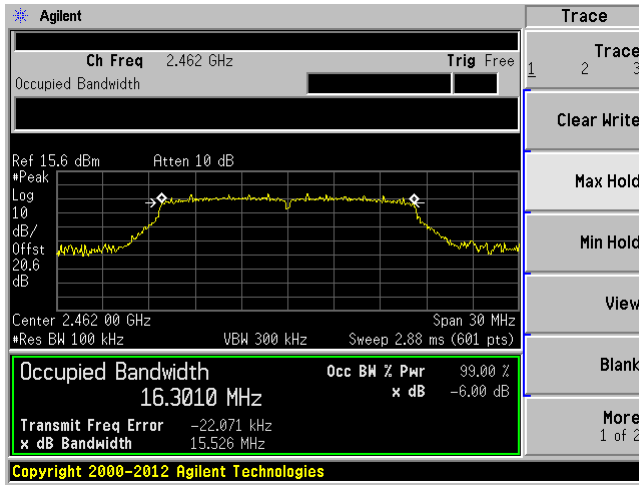 Agilent
Trace
Ch Freq 2.462 GHz Trig Free
Occupied Bandwidth
Trace
1 2 3
Clear Write
Max Hold
Min Hold
View
Blank
More
1 of 2
Ref 15.6 dBm Atten 10 dB
#Peak
Log
10
dB/
Offst
20.6
dB
Center 2.462 00 GHz Span 30 MHz
#Res BW 100 kHz VBW 300 kHz Sweep 2.88 ms (601 pts)
Occupied Bandwidth Occ BW % Pwr 99.00 %
16.3010 MHz x dB -6.00 dB
Transmit Freq Error -22.071 kHz
x dB Bandwidth 15.526 MHz
Copyright 2000-2012 Agilent Technologies